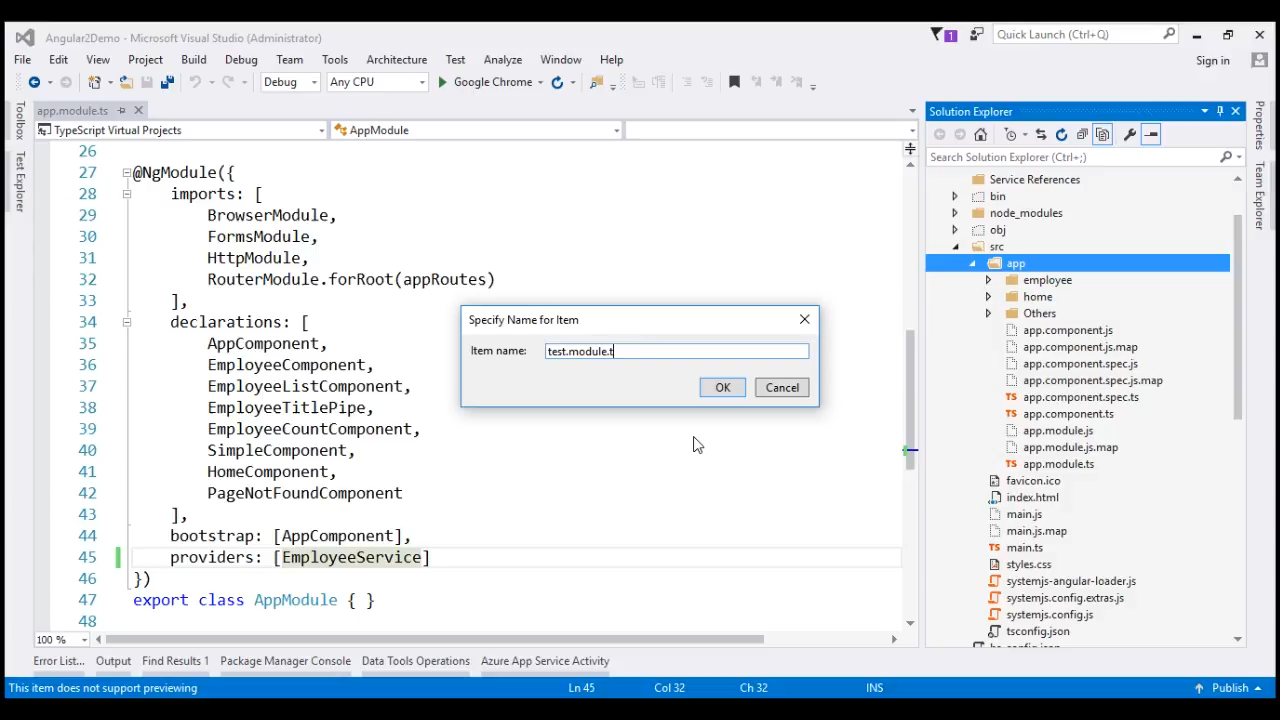 Angular2Demo - Microsoft Visual Studio (Administrator)
1
Quick Launch (Ctrl+Q)
File Edit View Project Build Debug Team Tools Architecture Test Analyze Window Help
Sign in
Debug Any CPU Google Chrome
Toolbox
Test Explorer
app.module.ts
TypeScript Virtual Projects AppModule
26
27 @NgModule({
28 imports: [
29 BrowserModule,
30 FormsModule,
31 HttpModule,
32 RouterModule.forRoot(appRoutes)
33 ],
34 declarations: [
35 AppComponent,
36 EmployeeComponent,
37 EmployeeListComponent,
38 EmployeeTitlePipe,
39 EmployeeCountComponent,
40 SimpleComponent,
41 HomeComponent,
42 PageNotFoundComponent
43 ],
44 bootstrap: [AppComponent],
45 providers: [EmployeeService]
46 })
47 export class AppModule { }
48
100 %
Specify Name for Item
Item name: test.module.t
OK Cancel
Solution Explorer
Search Solution Explorer (Ctrl+;)
Service References
bin
node_modules
obj
src
app
employee
home
Others
app.component.js
app.component.js.map
app.component.spec.js
app.component.spec.js.map
TS app.component.spec.ts
TS app.component.ts
app.module.js
app.module.js.map
TS app.module.ts
favicon.ico
index.html
main.js
main.js.map
TS main.ts
styles.css
systemjs-angular-loader.js
systemjs.config.extras.js
systemjs.config.js
tsconfig.json
Properties
Team Explorer
Error List... Output Find Results 1 Package Manager Console Data Tools Operations Azure App Service Activity
This item does not support previewing Ln 45 Col 32 Ch 32 INS Publish